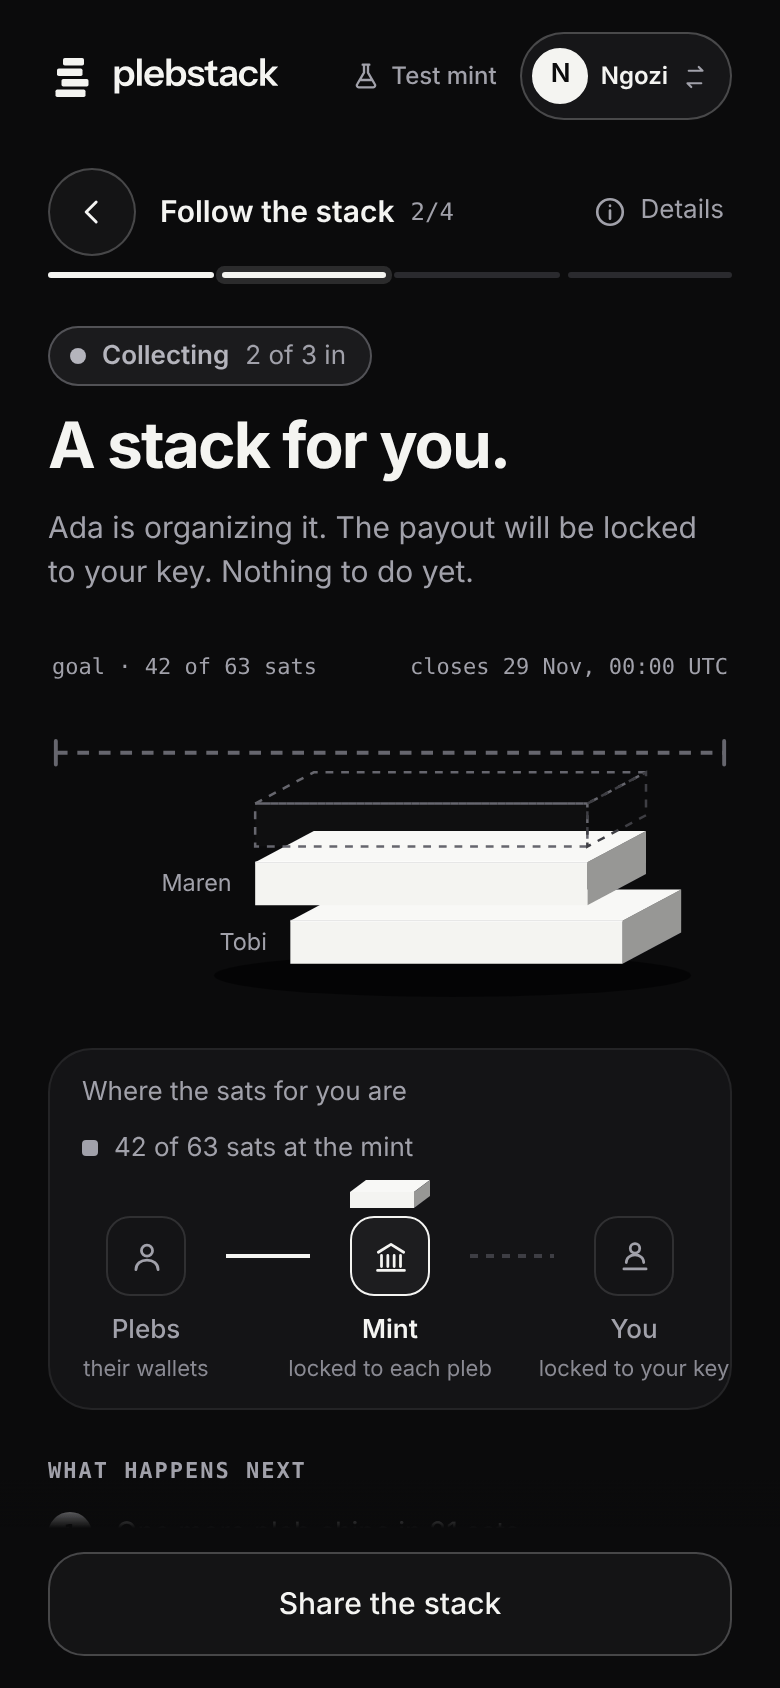 plebstack
Test mint
N
Ngozi
Follow the stack 2/4
Details
Collecting 2 of 3 in
A stack for you.
Ada is organizing it. The payout will be locked
to your key. Nothing to do yet.
goal · 42 of 63 sats
closes 29 Nov, 00:00 UTC
Maren
Tobi
Where the sats for you are
42 of 63 sats at the mint
Plebs
Mint
You
their wallets
locked to each pleb
locked to your key
WHAT HAPPENS NEXT
Share the stack